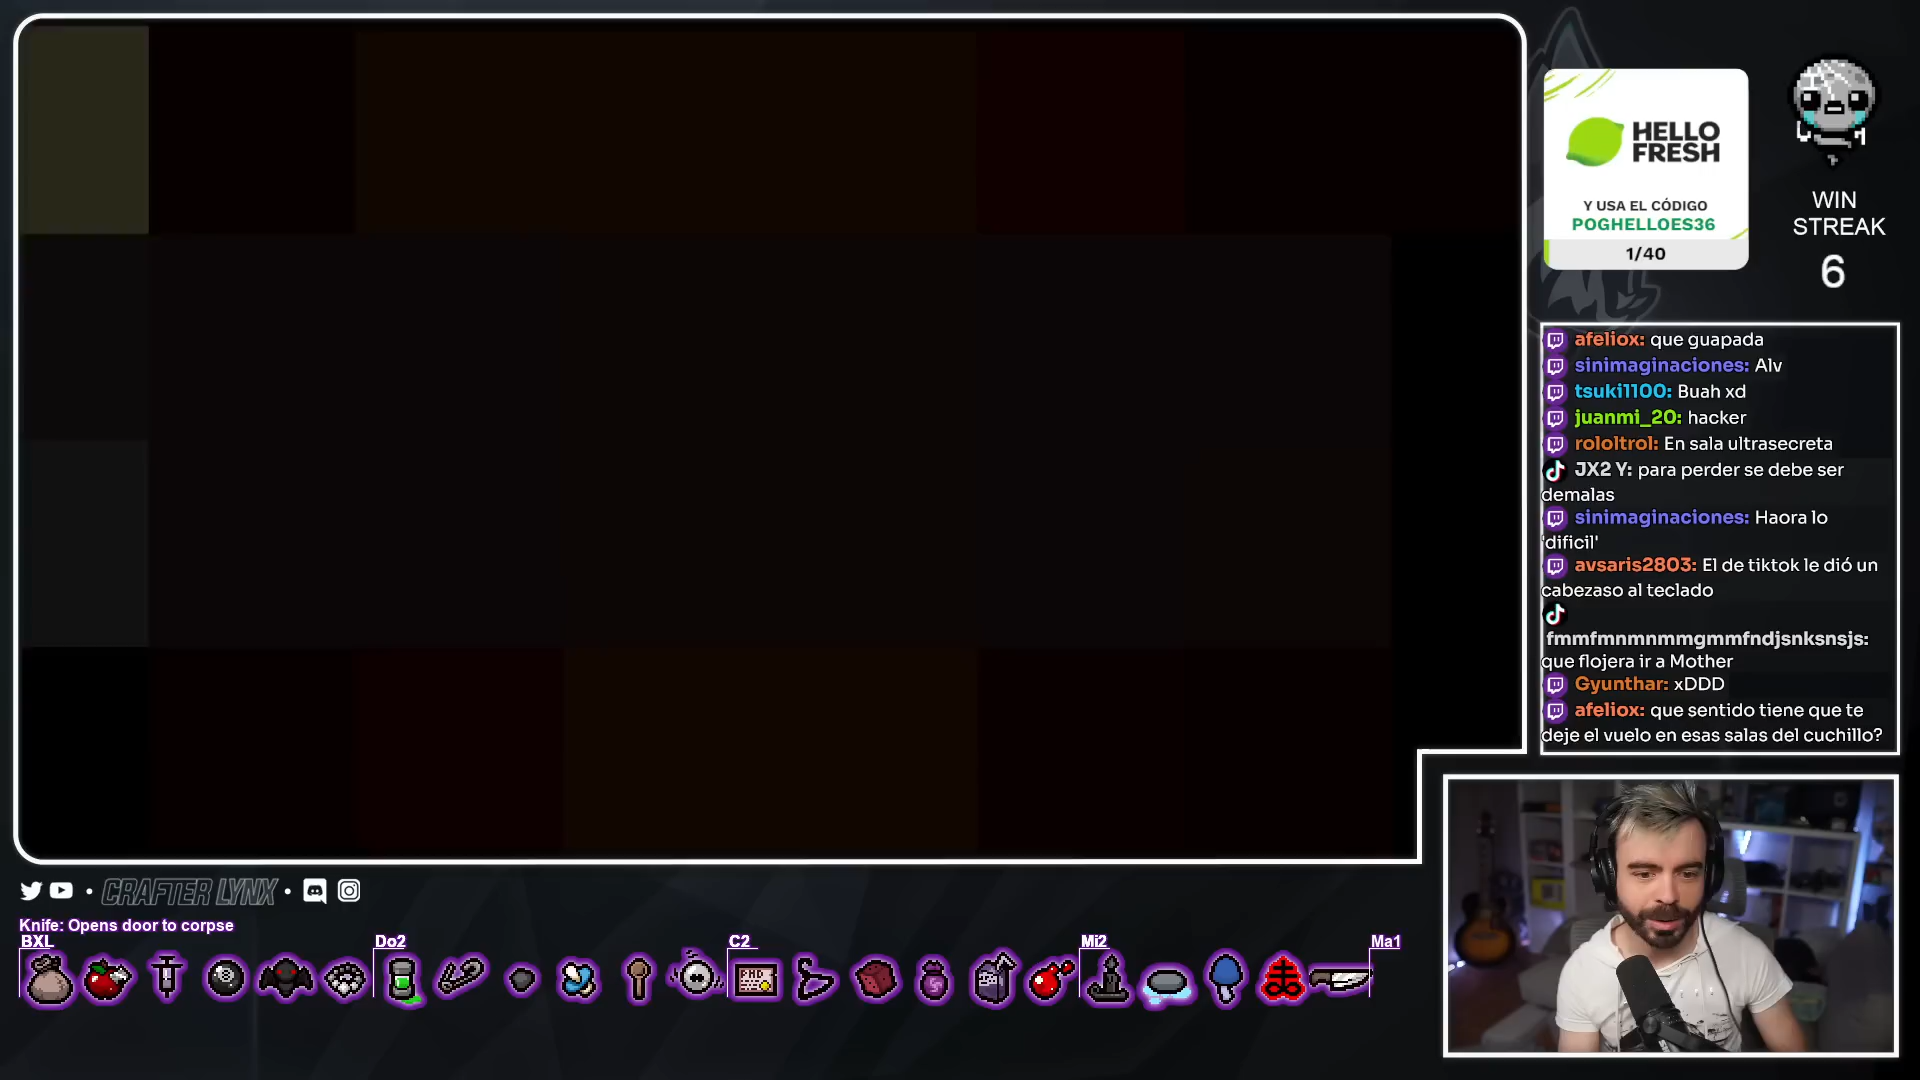 HELLO
FRESH
Y USA EL CÓDIGO
POGHELLOES36
1/40
WIN
STREAK
6
afeliox: que guapada
sinimaginaciones: Alv
tsuki1100: Buah xd
juanmi_20: hacker
rololtrol: En sala ultrasecreta
JX2 Y: para perder se debe ser
demalas
sinimaginaciones: Haora lo
'dificil'
avsaris2803: El de tiktok le dió un
cabezaso al teclado
fmmfmnmnmmgmmfndjsnksnsjs:
que flojera ir a Mother
Gyunthar: xDDD
afeliox: que sentido tiene que te
deje el vuelo en esas salas del cuchillo?
CRAFTER LYNX
Knife: Opens door to corpse
BXL
Do2
C2
Mi2
Ma1